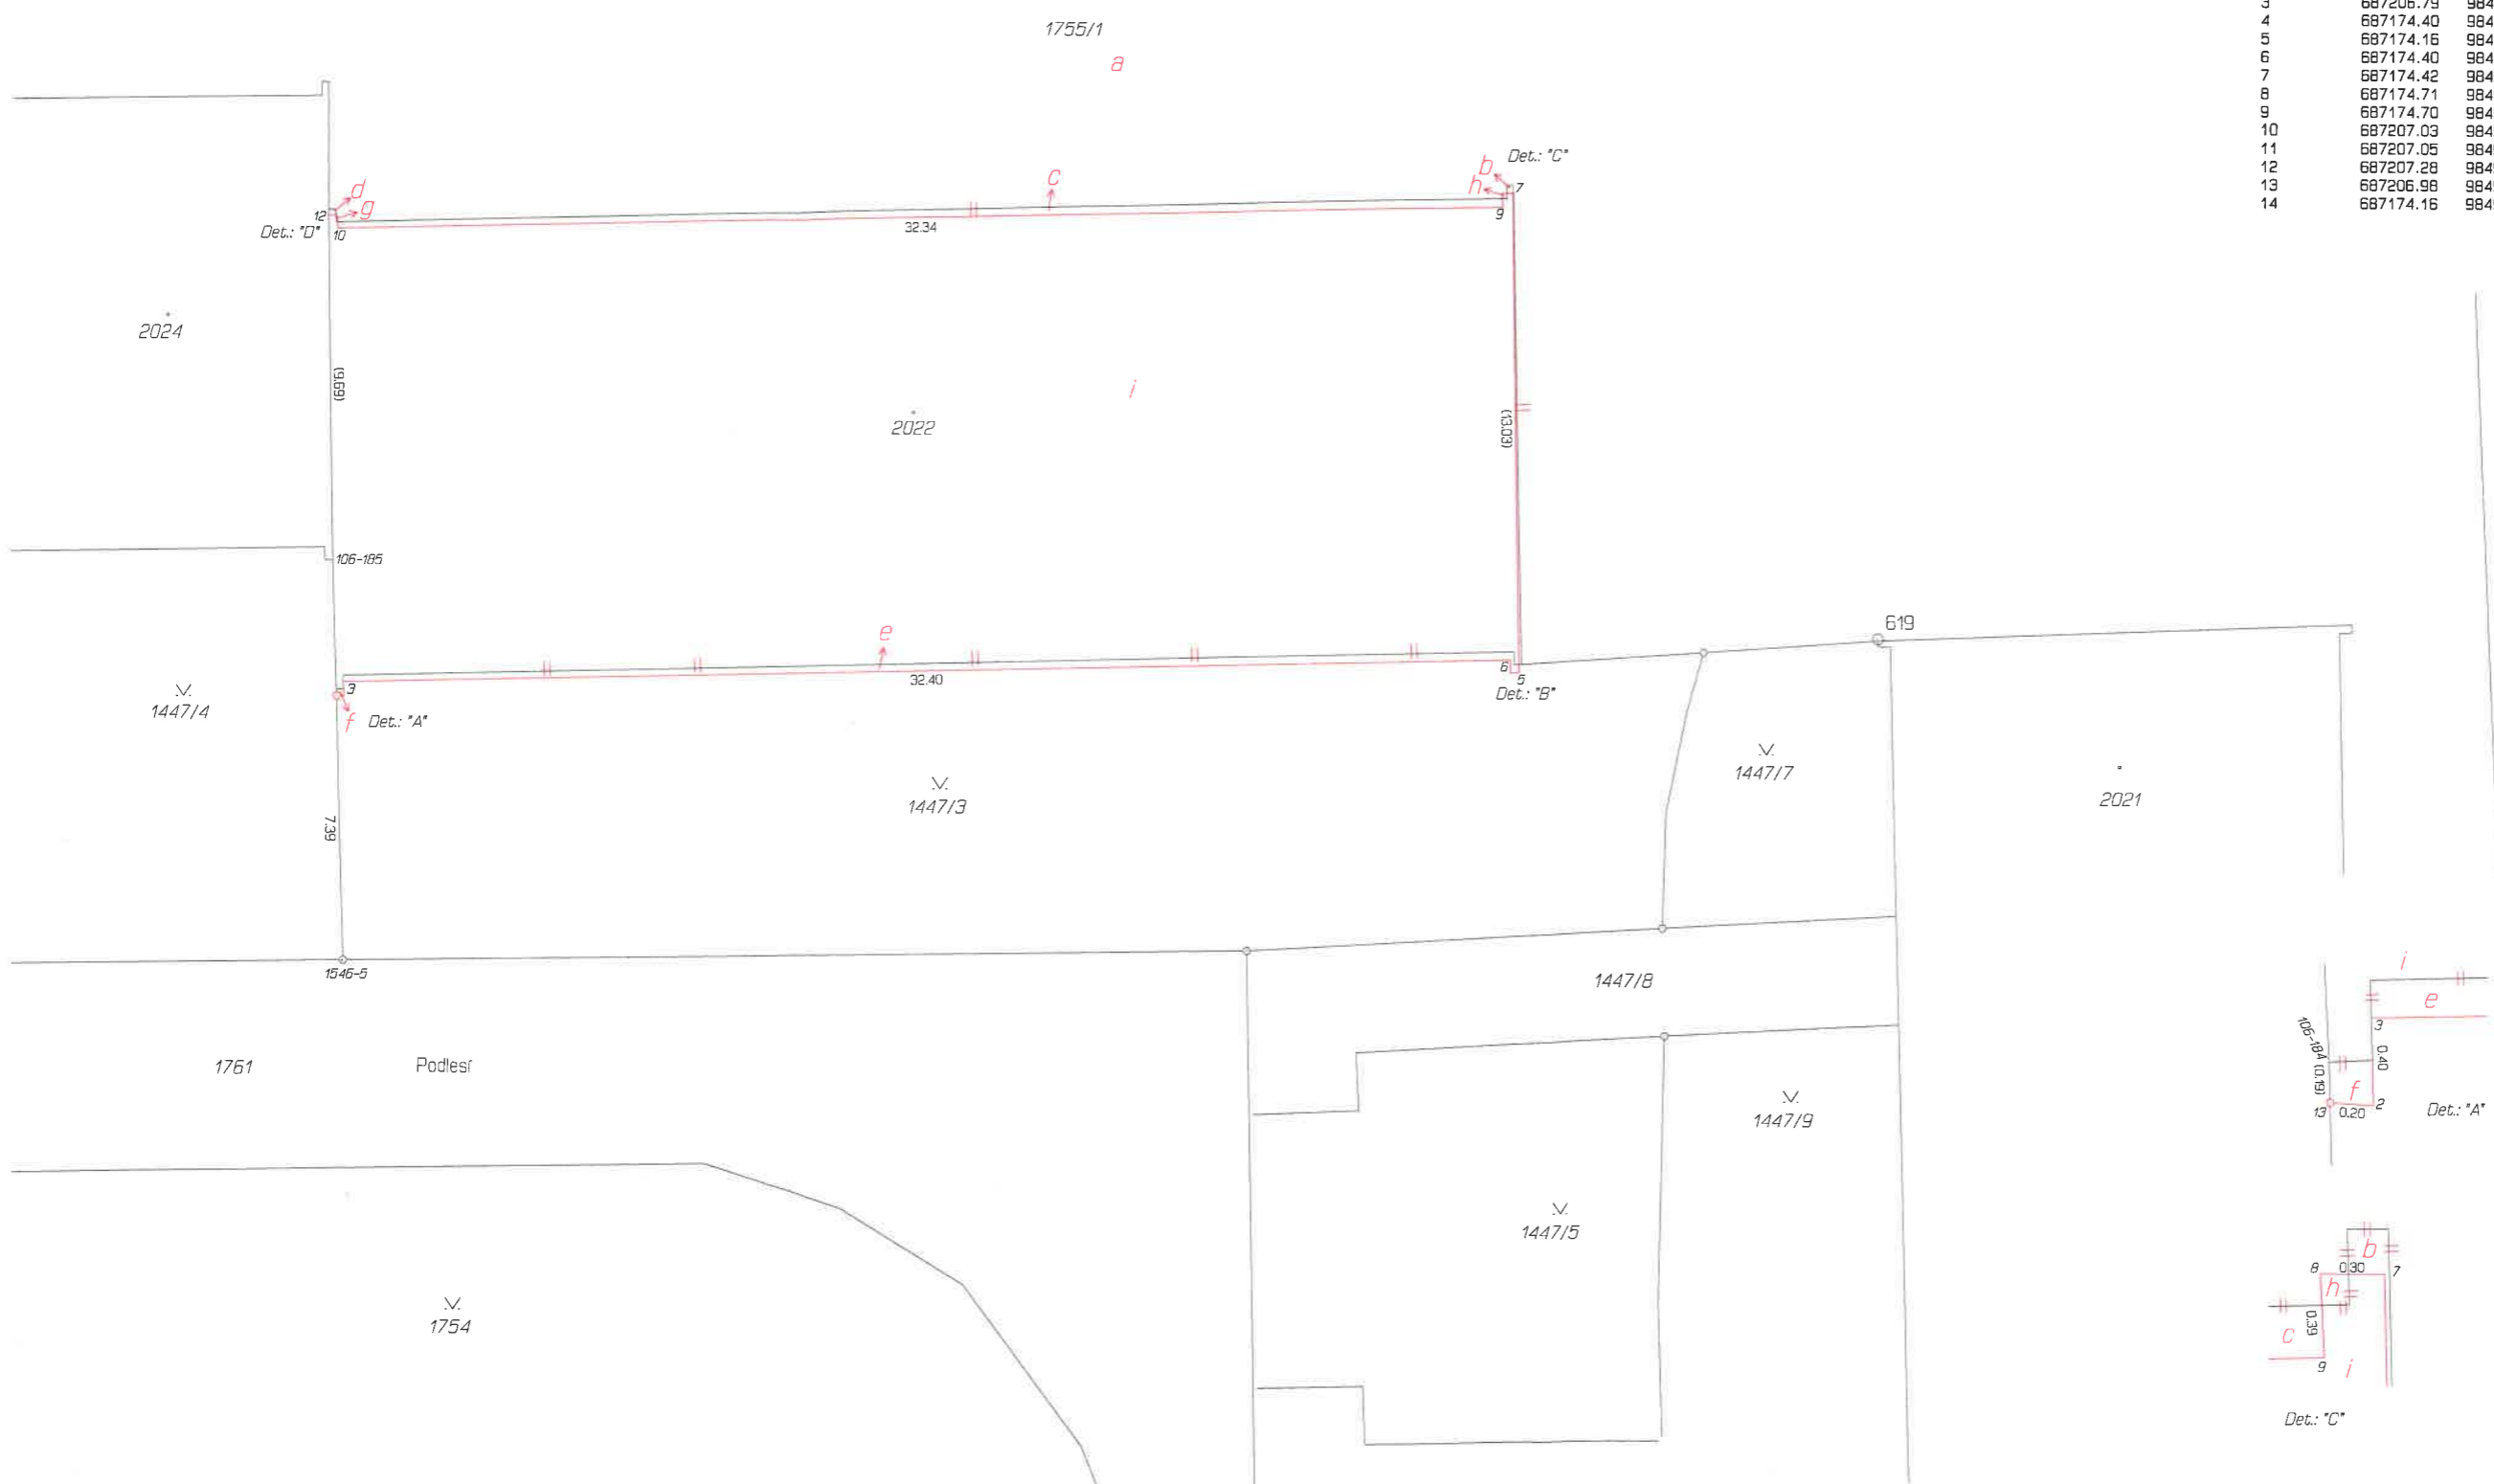 1755/1
a
3 687206.79 984
4 687174.40 984
5 687174.16 984
6 687174.40 984
7 687174.42 984
8 687174.71 984
9 687174.70 984
10 687207.03 984
11 687207.05 984
12 687207.28 984
13 687206.98 984
14 687174.16 984
Det.: "C"
b
h
7
9
c
d
g
12
10
Det.: "D"
32.34
2024
(9.69)
i
2022
(13.03)
106-185
e
619
6
5
Det.: "B"
32.40
3
f
Det.: "A"
V.
1447/4
V.
1447/7
V.
1447/3
2021
7.39
1546-5
1447/8
i
e
3
106-184
(0.19)
0.40
f
13
0.20
2
Det.: "A"
1761
Podlesí
V.
1447/9
V.
1447/5
b
8
0.30
7
h
c
0.39
9
i
Det.: "C"
V.
1754